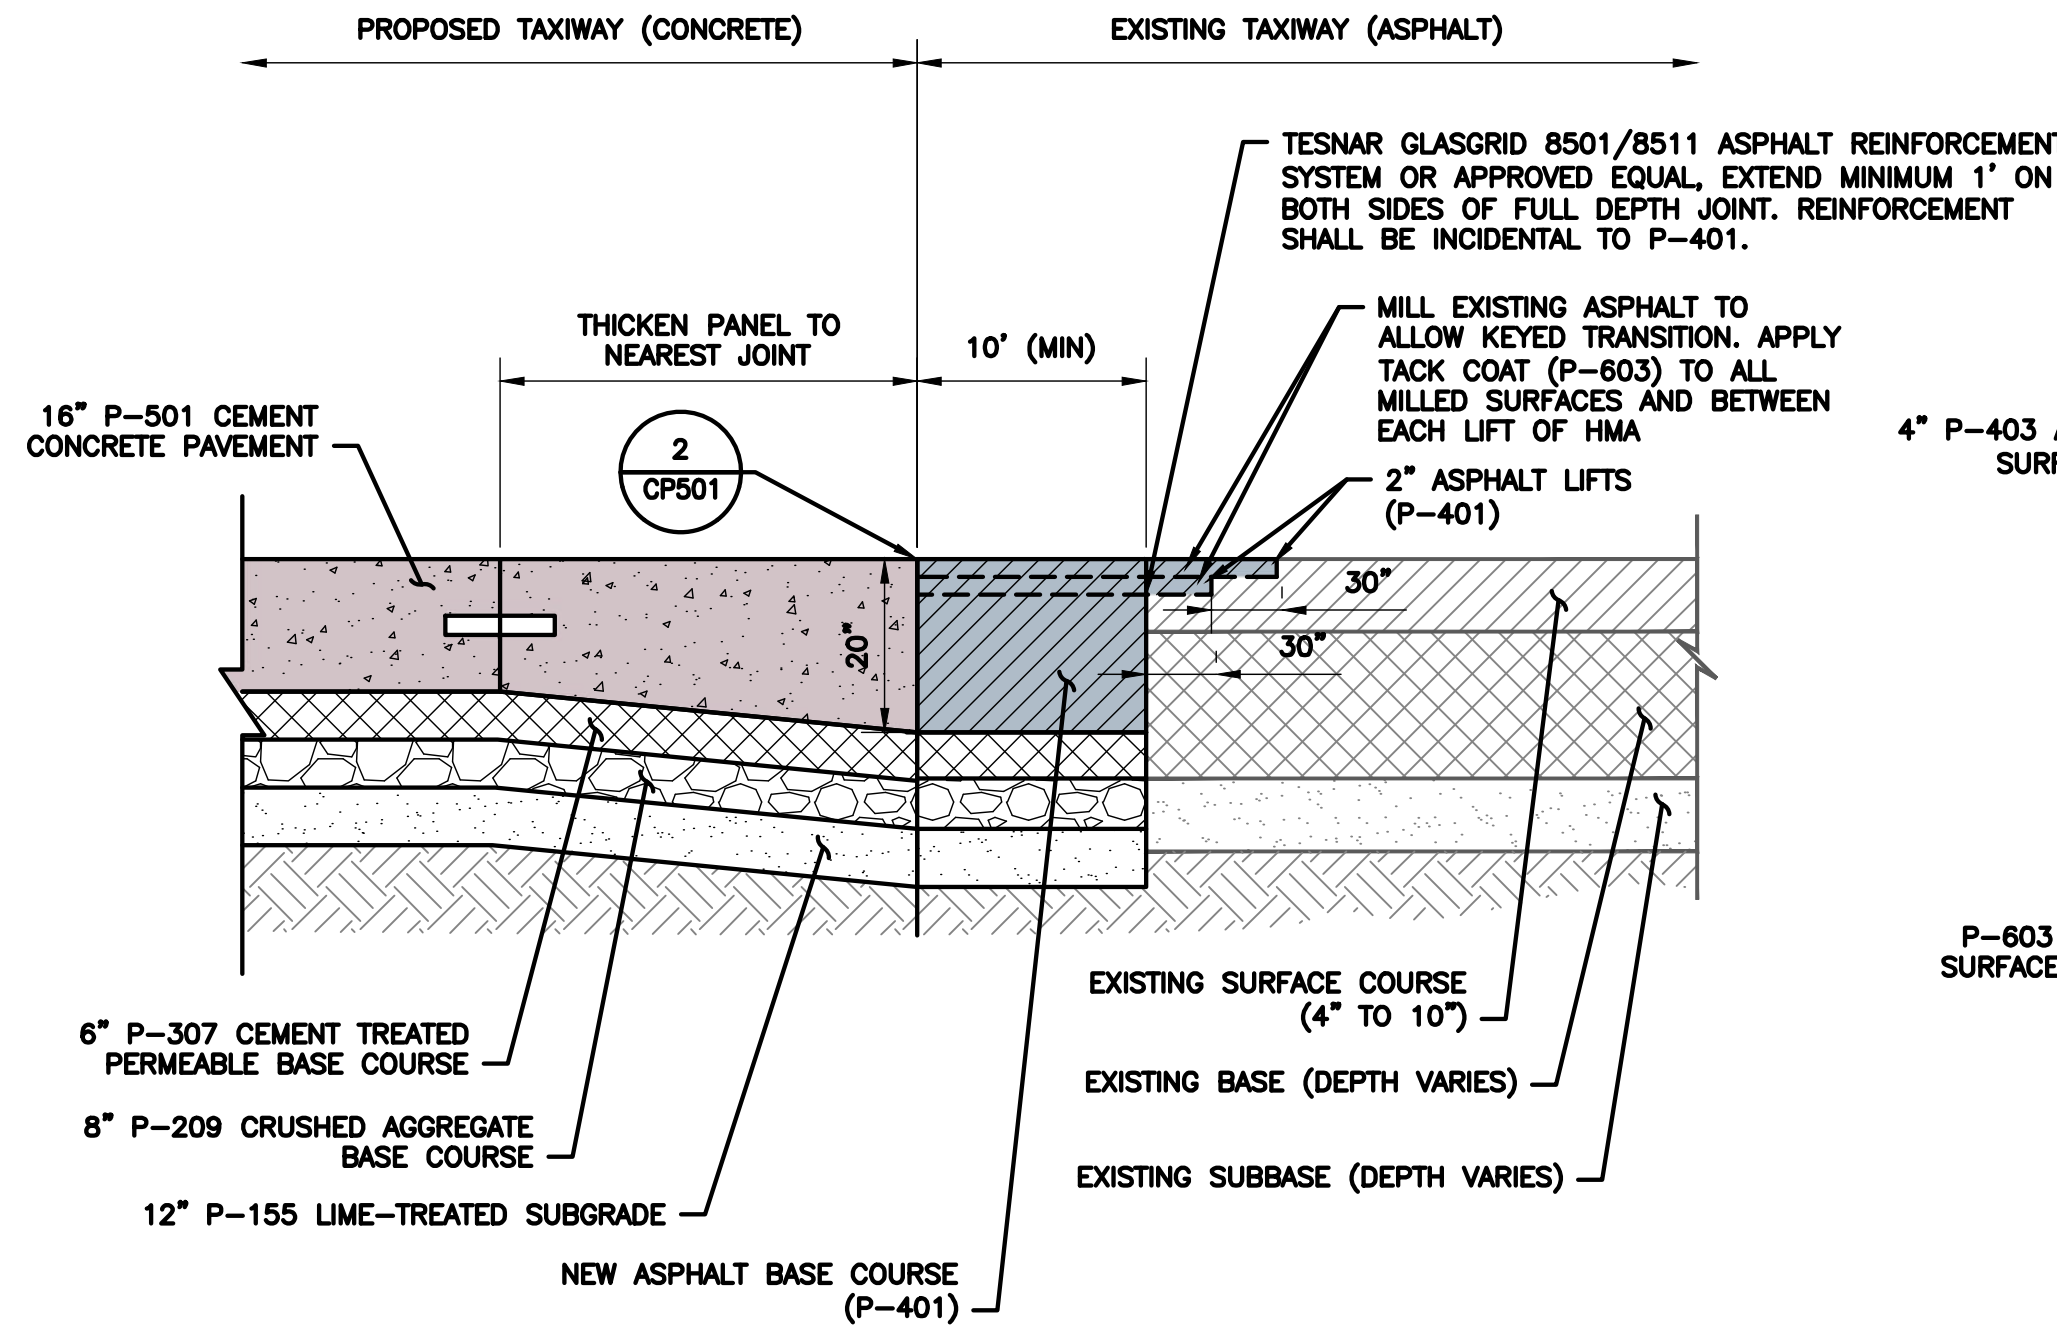 PROPOSED TAXIWAY (CONCRETE)
EXISTING TAXIWAY (ASPHALT)
TESNAR GLASGRID 8501/8511 ASPHALT REINFORCEMENT
SYSTEM OR APPROVED EQUAL, EXTEND MINIMUM 1' ON
BOTH SIDES OF FULL DEPTH JOINT. REINFORCEMENT
SHALL BE INCIDENTAL TO P-401.
THICKEN PANEL TO
NEAREST JOINT
10' (MIN)
MILL EXISTING ASPHALT TO
ALLOW KEYED TRANSITION. APPLY
TACK COAT (P-603) TO ALL
MILLED SURFACES AND BETWEEN
EACH LIFT OF HMA
16" P-501 CEMENT
CONCRETE PAVEMENT
2
CP501
2" ASPHALT LIFTS
(P-401)
4" P-403
SURF
30"
30"
20"
EXISTING SURFACE COURSE
(4" TO 10")
P-603
SURFACE
6" P-307 CEMENT TREATED
PERMEABLE BASE COURSE
EXISTING BASE (DEPTH VARIES)
8" P-209 CRUSHED AGGREGATE
BASE COURSE
EXISTING SUBBASE (DEPTH VARIES)
12" P-155 LIME-TREATED SUBGRADE
NEW ASPHALT BASE COURSE
(P-401)